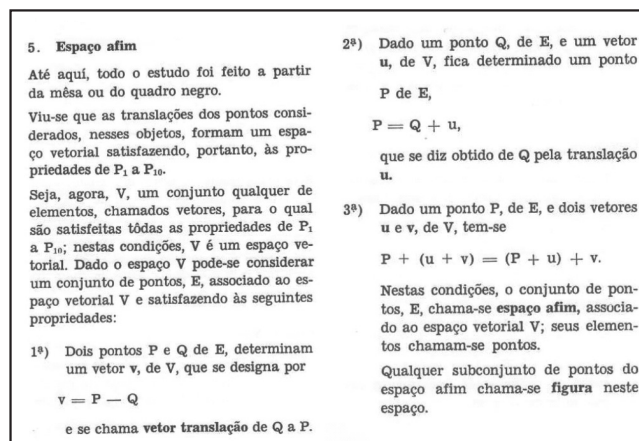 5. Espaço afim
Até aquí, todo o estudo foi feito a partir
da mêsa ou do quadro negro.
Viu-se que as translações dos pontos consi-
derados, nesses objetos, formam um espa-
ço vetorial satisfazendo, portanto, às pro-
priedades de P₁ a P₁₀.
Seja, agora, V, um conjunto qualquer de
elementos, chamados vetores, para o qual
são satisfeitas tôdas as propriedades de P₁
a P₁₀; nestas condições, V é um espaço ve-
torial. Dado o espaço V pode-se considerar
um conjunto de pontos, E, associado ao es-
paço vetorial V e satisfazendo às seguintes
propriedades:
1ª) Dois pontos P e Q de E, determinam
um vetor v, de V, que se designa por
v = P — Q
e se chama vetor translação de Q a P.
2ª) Dado um ponto Q, de E, e um vetor
u, de V, fica determinado um ponto
P de E,
P = Q + u,
que se diz obtido de Q pela translação
u.
3ª) Dado um ponto P, de E, e dois vetores
u e v, de V, tem-se
P + (u + v) = (P + u) + v.
Nestas condições, o conjunto de pon-
tos, E, chama-se espaço afim, associa-
do ao espaço vetorial V; seus elemen-
tos chamam-se pontos.
Qualquer subconjunto de pontos do
espaço afim chama-se figura neste
espaço.